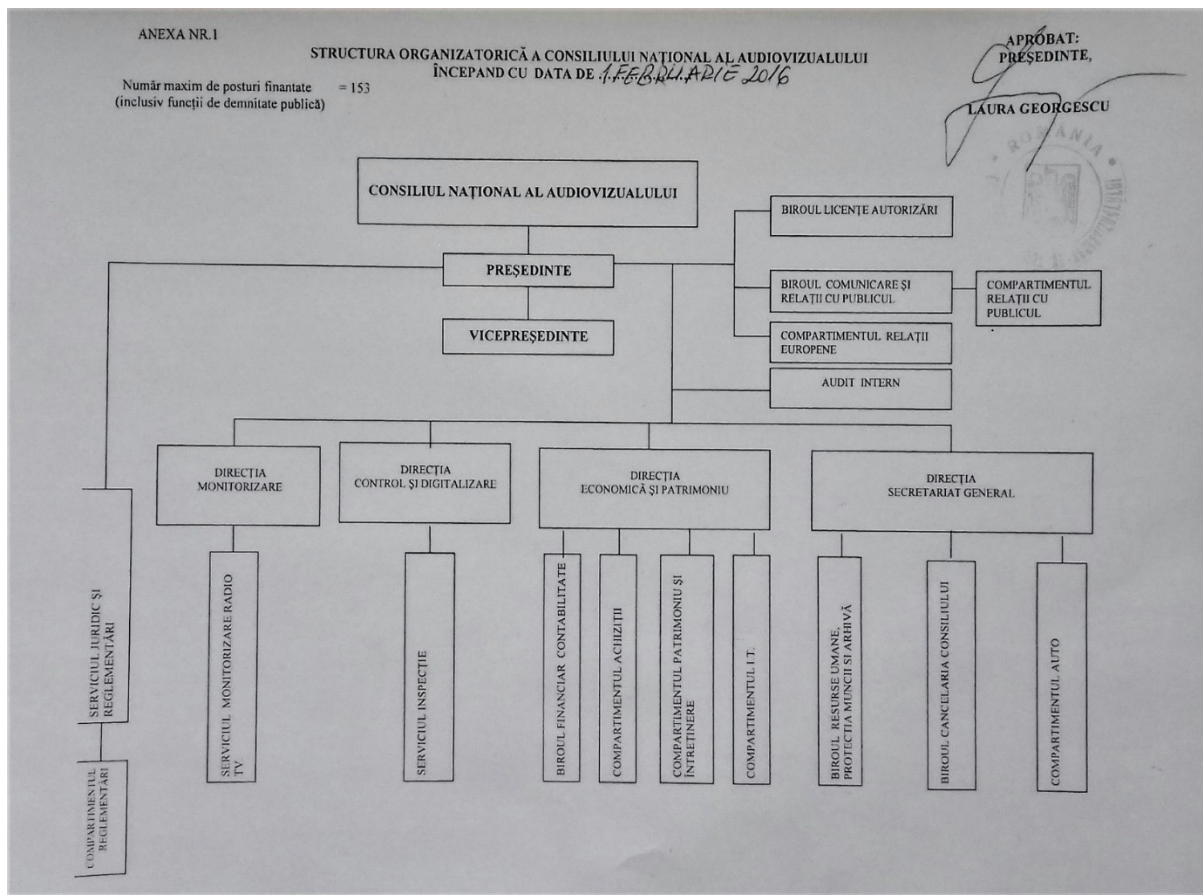 ANEXA NR.1
STRUCTURA ORGANIZATORICĂ A CONSILIULUI NAȚIONAL AL AUDIOVIZUALULUI
ÎNCEPAND CU DATA DE 1 FEBRUARIE 2016
APROBAT:
PREȘEDINTE,
LAURA GEORGESCU
Număr maxim de posturi finantate = 153
(inclusiv funcții de demnitate publică)
ROMÂNIA
CONSILIUL NAȚIONAL AL AUDIOVIZUALULUI
PREȘEDINTE
VICEPREȘEDINTE
BIROUL LICENȚE AUTORIZĂRI
BIROUL COMUNICARE ȘI
RELAȚII CU PUBLICUL
COMPARTIMENTUL
RELAȚII CU
PUBLICUL
COMPARTIMENTUL RELAȚII
EUROPENE
AUDIT INTERN
DIRECȚIA
MONITORIZARE
DIRECȚIA
CONTROL ȘI DIGITALIZARE
DIRECȚIA
ECONOMICĂ ȘI PATRIMONIU
DIRECȚIA
SECRETARIAT GENERAL
SERVICIUL JURIDIC ȘI
REGLEMENTĂRI
COMPARTIMENTUL
REGLEMENTĂRI
SERVICIUL MONITORIZARE RADIO
TV
SERVICIUL INSPECȚIE
BIROUL FINANCIAR CONTABILITATE
COMPARTIMENTUL ACHIZIȚII
COMPARTIMENTUL PATRIMONIU ȘI
ÎNTREȚINERE
COMPARTIMENTUL I.T.
BIROUL RESURSE UMANE,
PROTECTIA MUNCII SI ARHIVĂ
BIROUL CANCELARIA CONSILIULUI
COMPARTIMENTUL AUTO